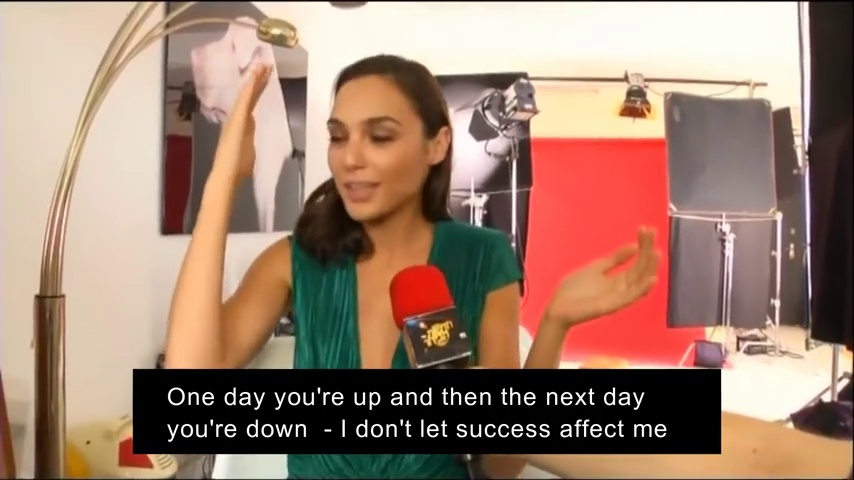 One day you're up and then the next day
you're down  - I don't let success affect me